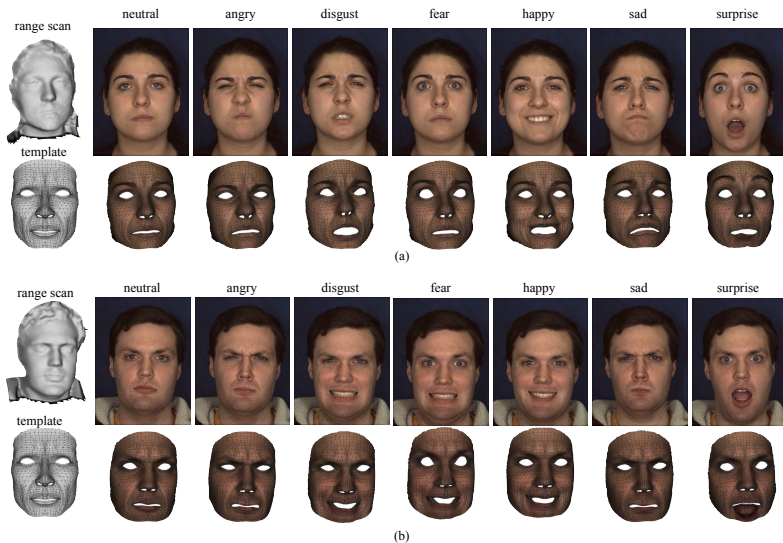 neutral angry disgust fear happy sad surprise
range scan
template
(a)
neutral angry disgust fear happy sad surprise
range scan
template
(b)